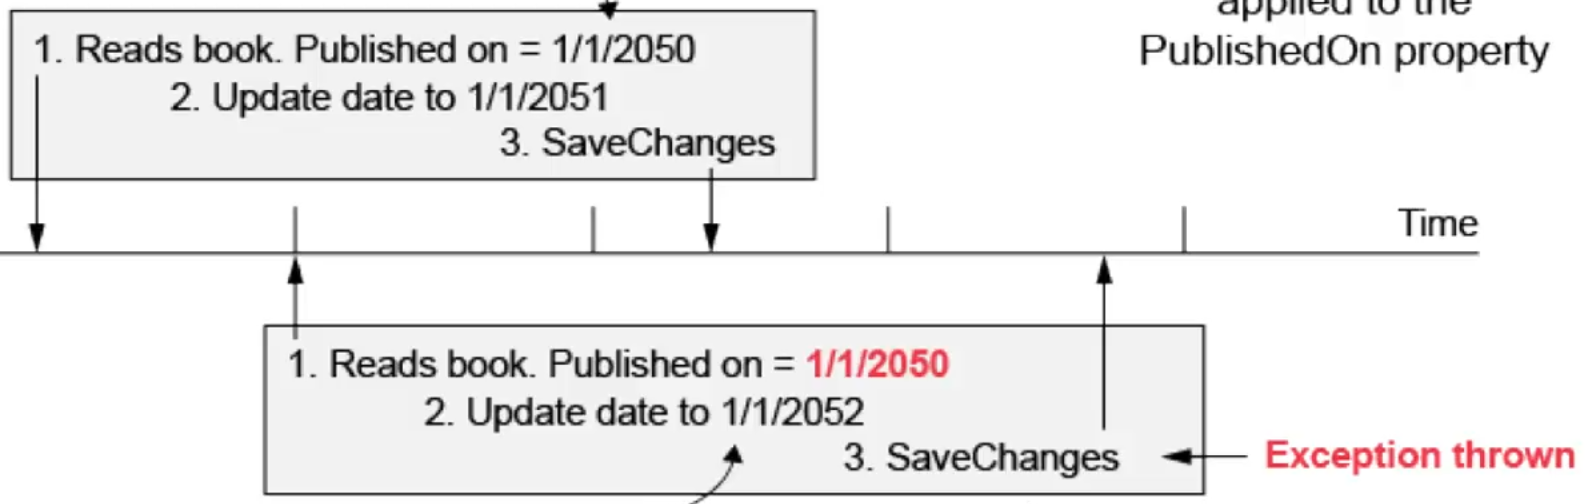 applied to the
PublishedOn property
1. Reads book. Published on = 1/1/2050
2. Update date to 1/1/2051
3. SaveChanges
Time
1. Reads book. Published on = 1/1/2050
2. Update date to 1/1/2052
3. SaveChanges
Exception thrown